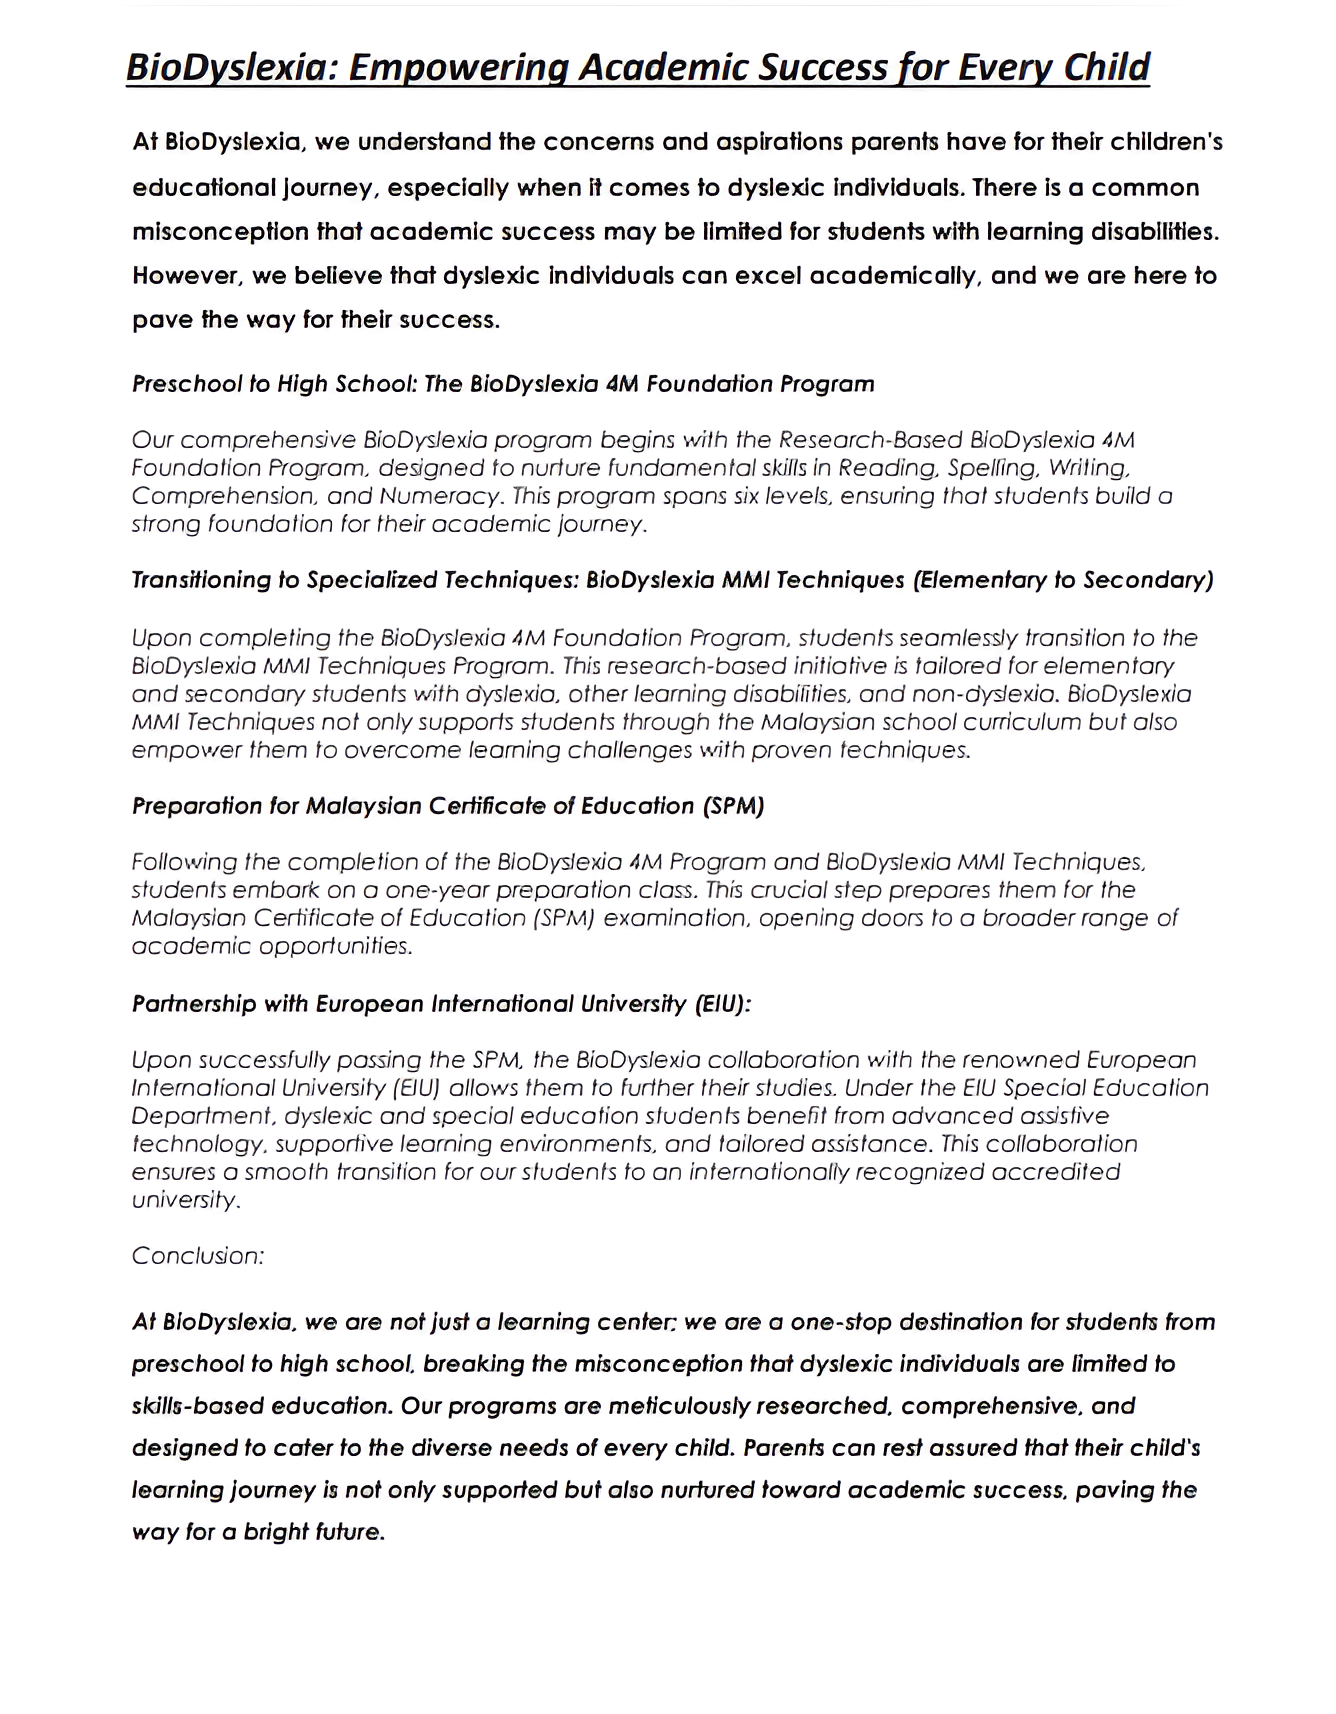 BioDyslexia: Empowering Academic Success for Every Child
At BioDyslexia, we understand the concerns and aspirations parents have for their children's
educational journey, especially when it comes to dyslexic individuals. There is a common
misconception that academic success may be limited for students with learning disabilities.
However, we believe that dyslexic individuals can excel academically, and we are here to
pave the way for their success.
Preschool to High School: The BioDyslexia 4M Foundation Program
Our comprehensive BioDyslexia program begins with the Research-Based BioDyslexia 4M
Foundation Program, designed to nurture fundamental skills in Reading, Spelling, Writing,
Comprehension, and Numeracy. This program spans six levels, ensuring that students build a
strong foundation for their academic journey.
Transitioning to Specialized Techniques: BioDyslexia MMI Techniques (Elementary to Secondary)
Upon completing the BioDyslexia 4M Foundation Program, students seamlessly transition to the
BioDyslexia MMI Techniques Program. This research-based initiative is tailored for elementary
and secondary students with dyslexia, other learning disabilities, and non-dyslexia. BioDyslexia
MMI Techniques not only supports students through the Malaysian school curriculum but also
empower them to overcome learning challenges with proven techniques.
Preparation for Malaysian Certificate of Education (SPM)
Following the completion of the BioDyslexia 4M Program and BioDyslexia MMI Techniques,
students embark on a one-year preparation class. This crucial step prepares them for the
Malaysian Certificate of Education (SPM) examination, opening doors to a broader range of
academic opportunities.
Partnership with European International University (EIU):
Upon successfully passing the SPM, the BioDyslexia collaboration with the renowned European
International University (EIU) allows them to further their studies. Under the EIU Special Education
Department, dyslexic and special education students benefit from advanced assistive
technology, supportive learning environments, and tailored assistance. This collaboration
ensures a smooth transition for our students to an internationally recognized accredited
university.
Conclusion:
At BioDyslexia, we are not just a learning center; we are a one-stop destination for students from
preschool to high school, breaking the misconception that dyslexic individuals are limited to
skills-based education. Our programs are meticulously researched, comprehensive, and
designed to cater to the diverse needs of every child. Parents can rest assured that their child's
learning journey is not only supported but also nurtured toward academic success, paving the
way for a bright future.